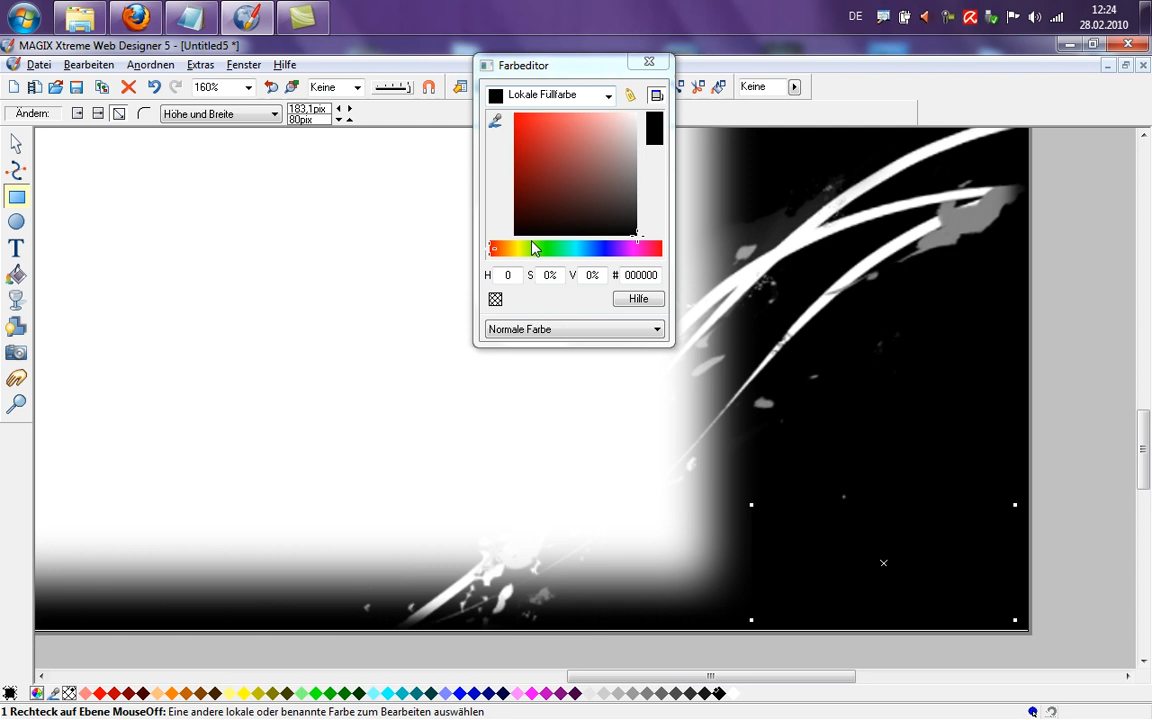 DE
12:24
28.02.2010
MAGIX Xtreme Web Designer 5 - [Untitled5 *]
Datei Bearbeiten Anordnen Extras Fenster Hilfe
160%
Keine
Keine
Ändern:
Höhe und Breite
183,1pix
80pix
Farbeditor
Lokale Füllfarbe
H 0 S 0% V 0% # 000000
Hilfe
Normale Farbe
T
1 Rechteck auf Ebene MouseOff: Eine andere lokale oder benannte Farbe zum Bearbeiten auswählen